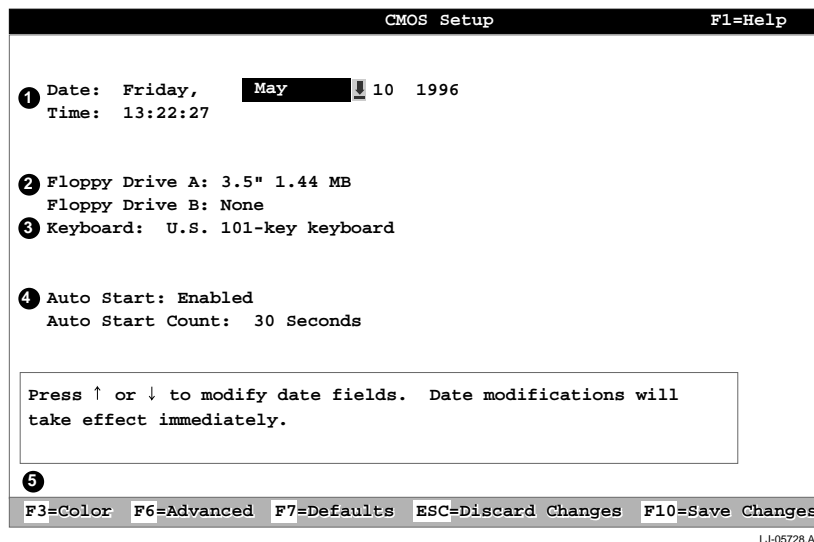 CMOS Setup F1=Help
1 Date: Friday, May 10 1996
Time: 13:22:27
2 Floppy Drive A: 3.5" 1.44 MB
Floppy Drive B: None
3 Keyboard: U.S. 101-key keyboard
4 Auto Start: Enabled
Auto Start Count: 30 Seconds
Press ↑ or ↓ to modify date fields. Date modifications will
take effect immediately.
5
F3=Color F6=Advanced F7=Defaults ESC=Discard Changes F10=Save Changes
LJ-05728.A